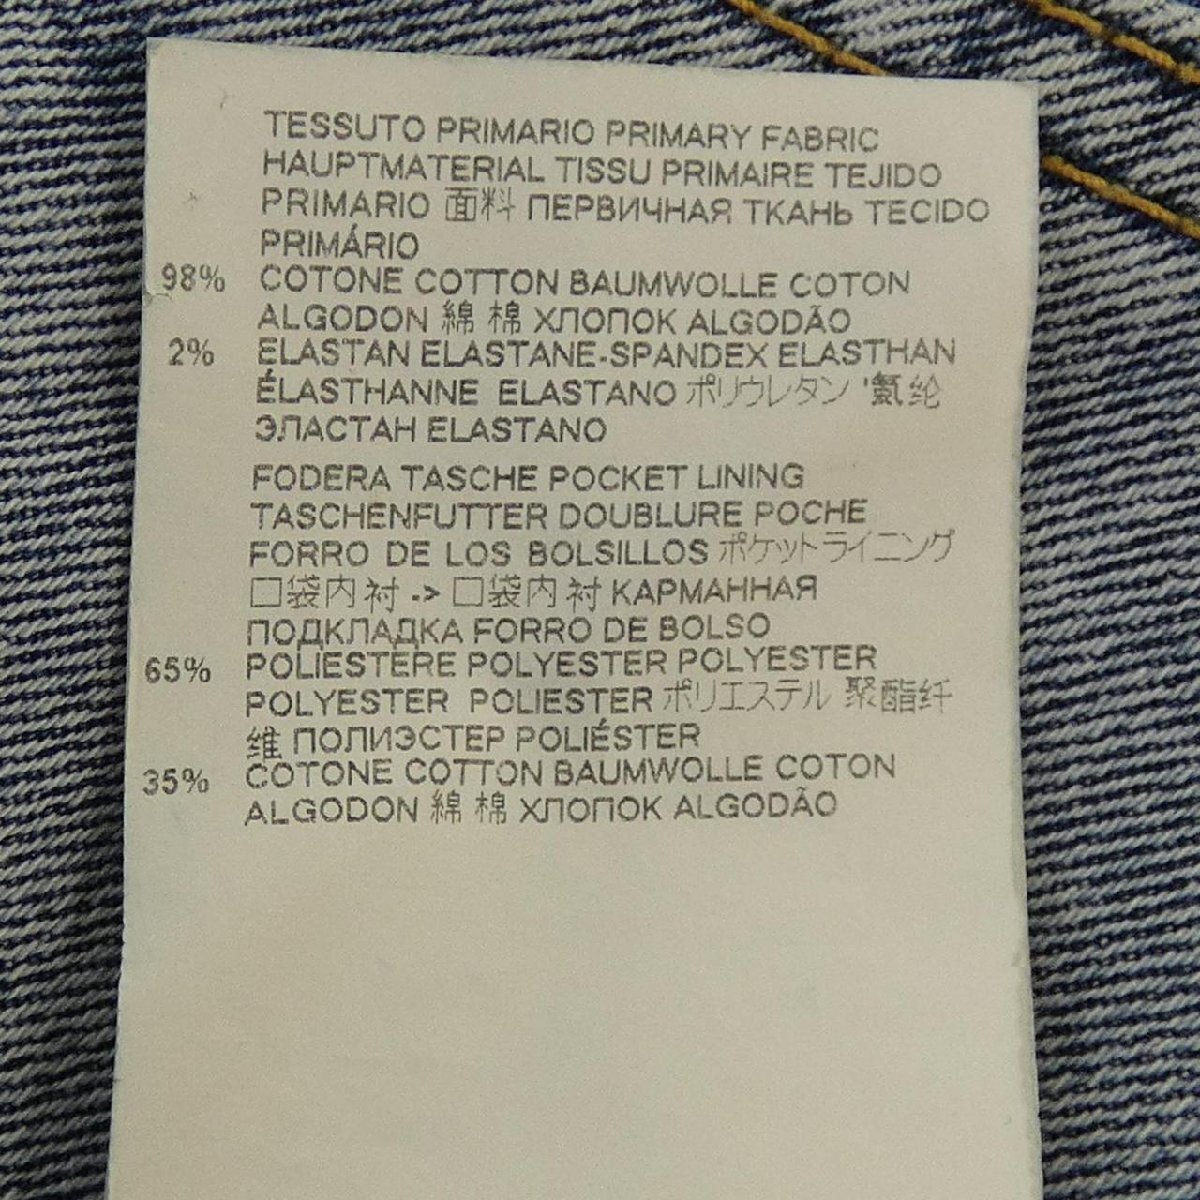 TESSUTO PRIMARIO PRIMARY FABRIC
HAUPTMATERIAL TISSU PRIMAIRE TEJIDO
PRIMARIO 面料 ПЕРВИЧНАЯ ТКАНЬ TECIDO
PRIMÁRIO
98% COTONE COTTON BAUMWOLLE COTON
ALGODON 綿 棉 ХЛОПОК ALGODÃO
2% ELASTAN ELASTANE-SPANDEX ELASTHAN
ÉLASTHANNE ELASTANO ポリウレタン '氨纶
ЭЛАСТАН ELASTANO
FODERA TASCHE POCKET LINING
TASCHENFUTTER DOUBLURE POCHE
FORRO DE LOS BOLSILLOS ポケットライニング
口袋内衬 -> 口袋内衬 КАРМАННАЯ
ПОДКЛАДКА FORRO DE BOLSO
65% POLIESTERE POLYESTER POLYESTER
POLYESTER POLIESTER ポリエステル 聚酯纤
维 ПОЛИЭСТЕР POLIÉSTER
35% COTONE COTTON BAUMWOLLE COTON
ALGODON 綿 棉 ХЛОПОК ALGODÃO